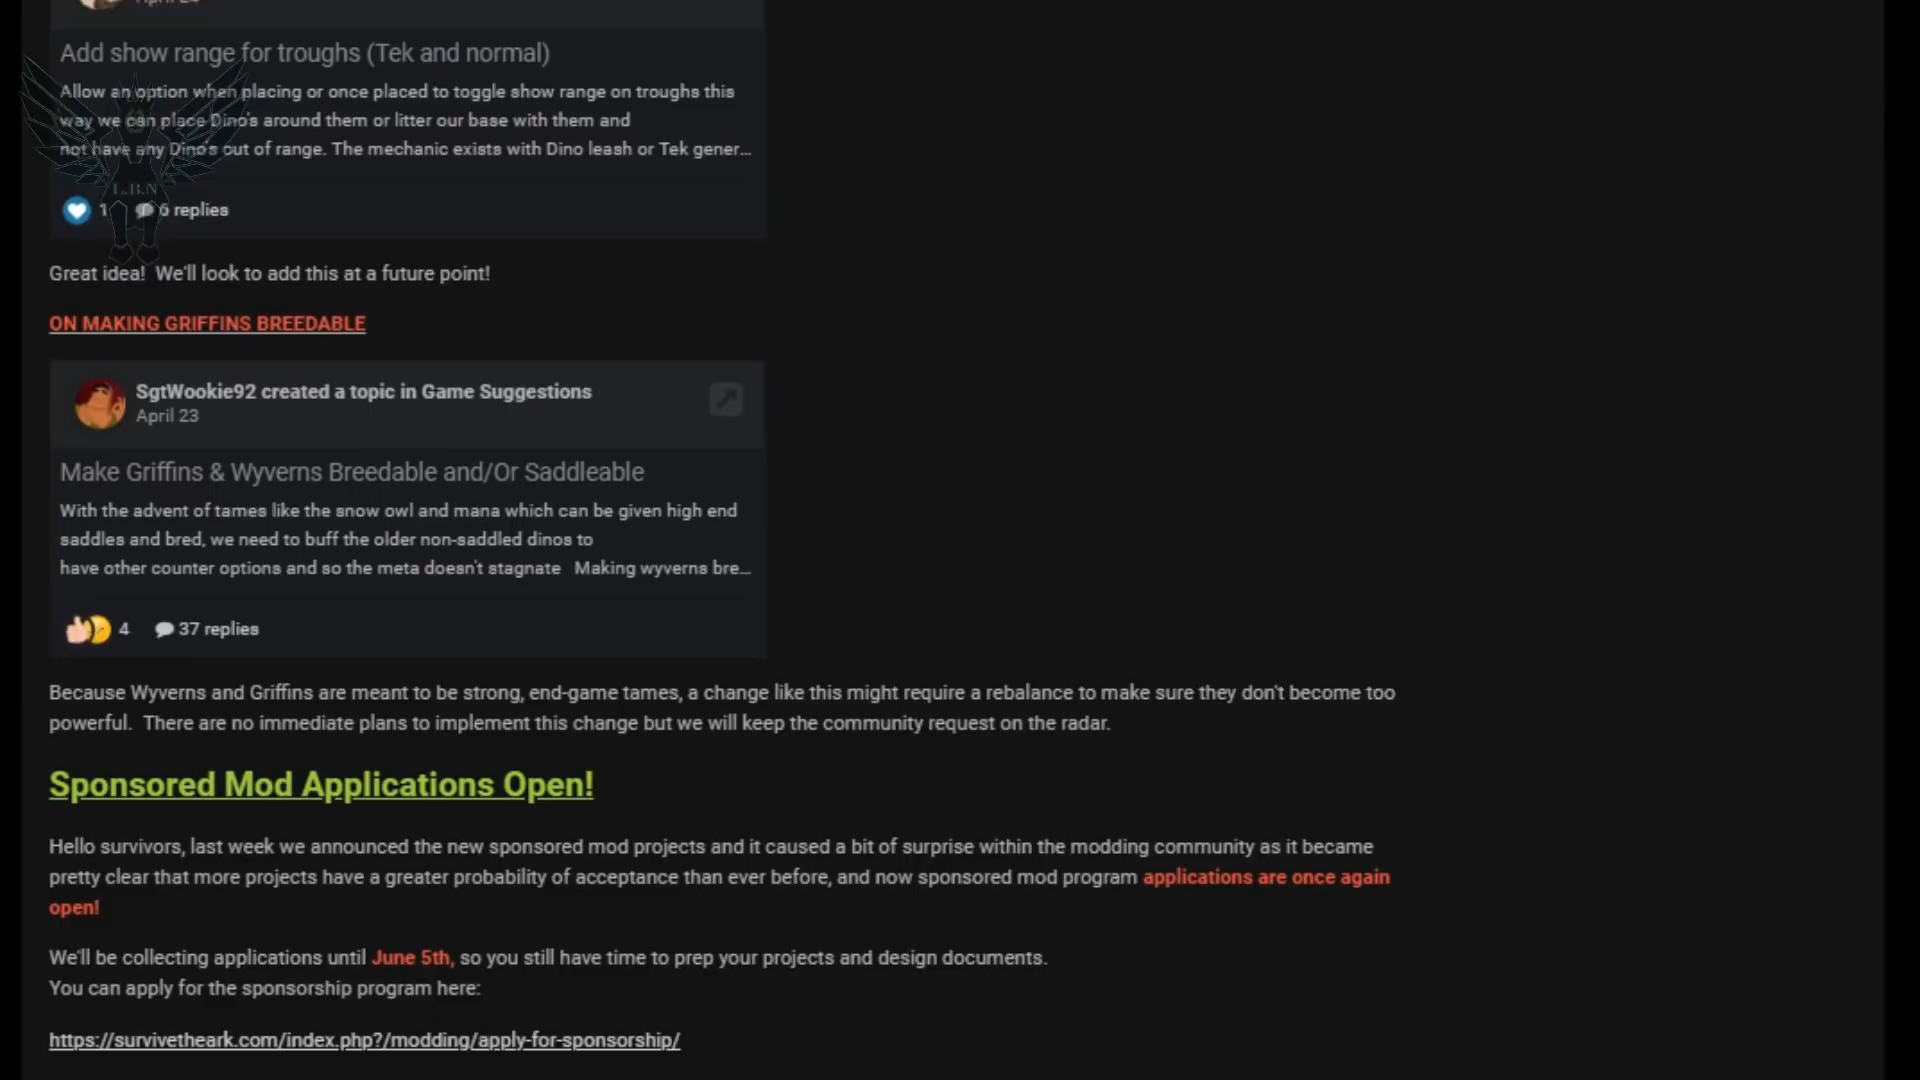 April 24
Add show range for troughs (Tek and normal)
Allow an option when placing or once placed to toggle show range on troughs this
way we can place Dino's around them or litter our base with them and
not have any Dino's out of range. The mechanic exists with Dino leash or Tek gener...
L.B.N
1 6 replies
Great idea!  We'll look to add this at a future point!
ON MAKING GRIFFINS BREEDABLE
SgtWookie92 created a topic in Game Suggestions
April 23
Make Griffins & Wyverns Breedable and/Or Saddleable
With the advent of tames like the snow owl and mana which can be given high end
saddles and bred, we need to buff the older non-saddled dinos to
have other counter options and so the meta doesn't stagnate   Making wyverns bre...
4 37 replies
Because Wyverns and Griffins are meant to be strong, end-game tames, a change like this might require a rebalance to make sure they don't become too
powerful.  There are no immediate plans to implement this change but we will keep the community request on the radar.
Sponsored Mod Applications Open!
Hello survivors, last week we announced the new sponsored mod projects and it caused a bit of surprise within the modding community as it became
pretty clear that more projects have a greater probability of acceptance than ever before, and now sponsored mod program applications are once again
open!
We'll be collecting applications until June 5th, so you still have time to prep your projects and design documents.
You can apply for the sponsorship program here:
https://survivetheark.com/index.php?/modding/apply-for-sponsorship/